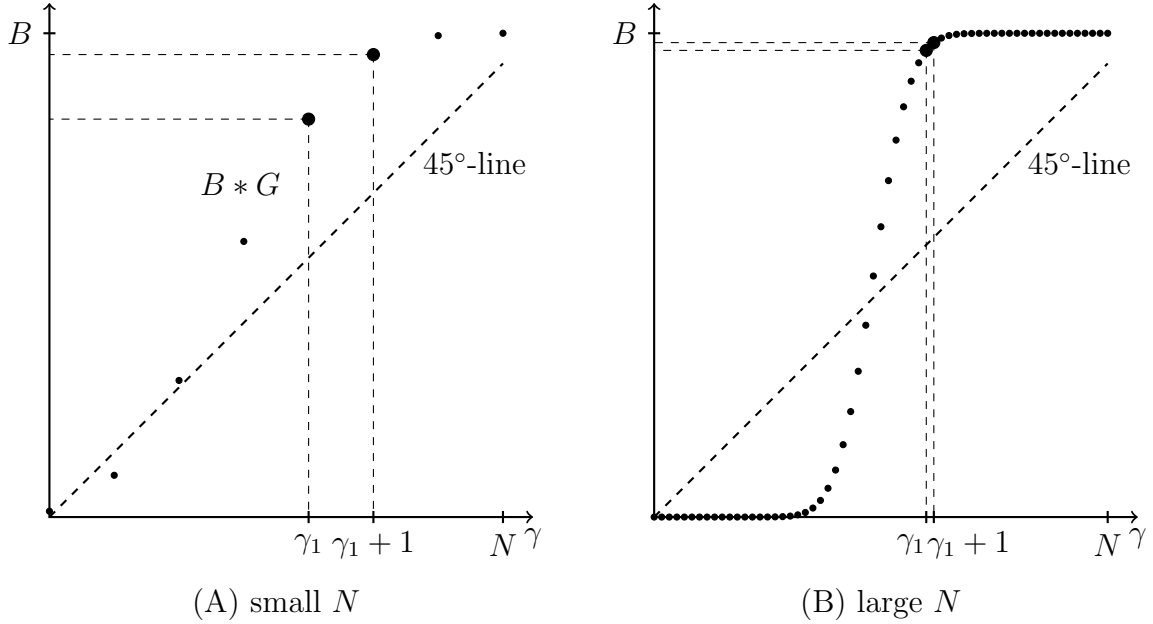 B
B ∗ G
45°-line
γ₁ γ₁ + 1 N γ
(A) small N
B
45°-line
γ₁ γ₁ + 1 N γ
(B) large N